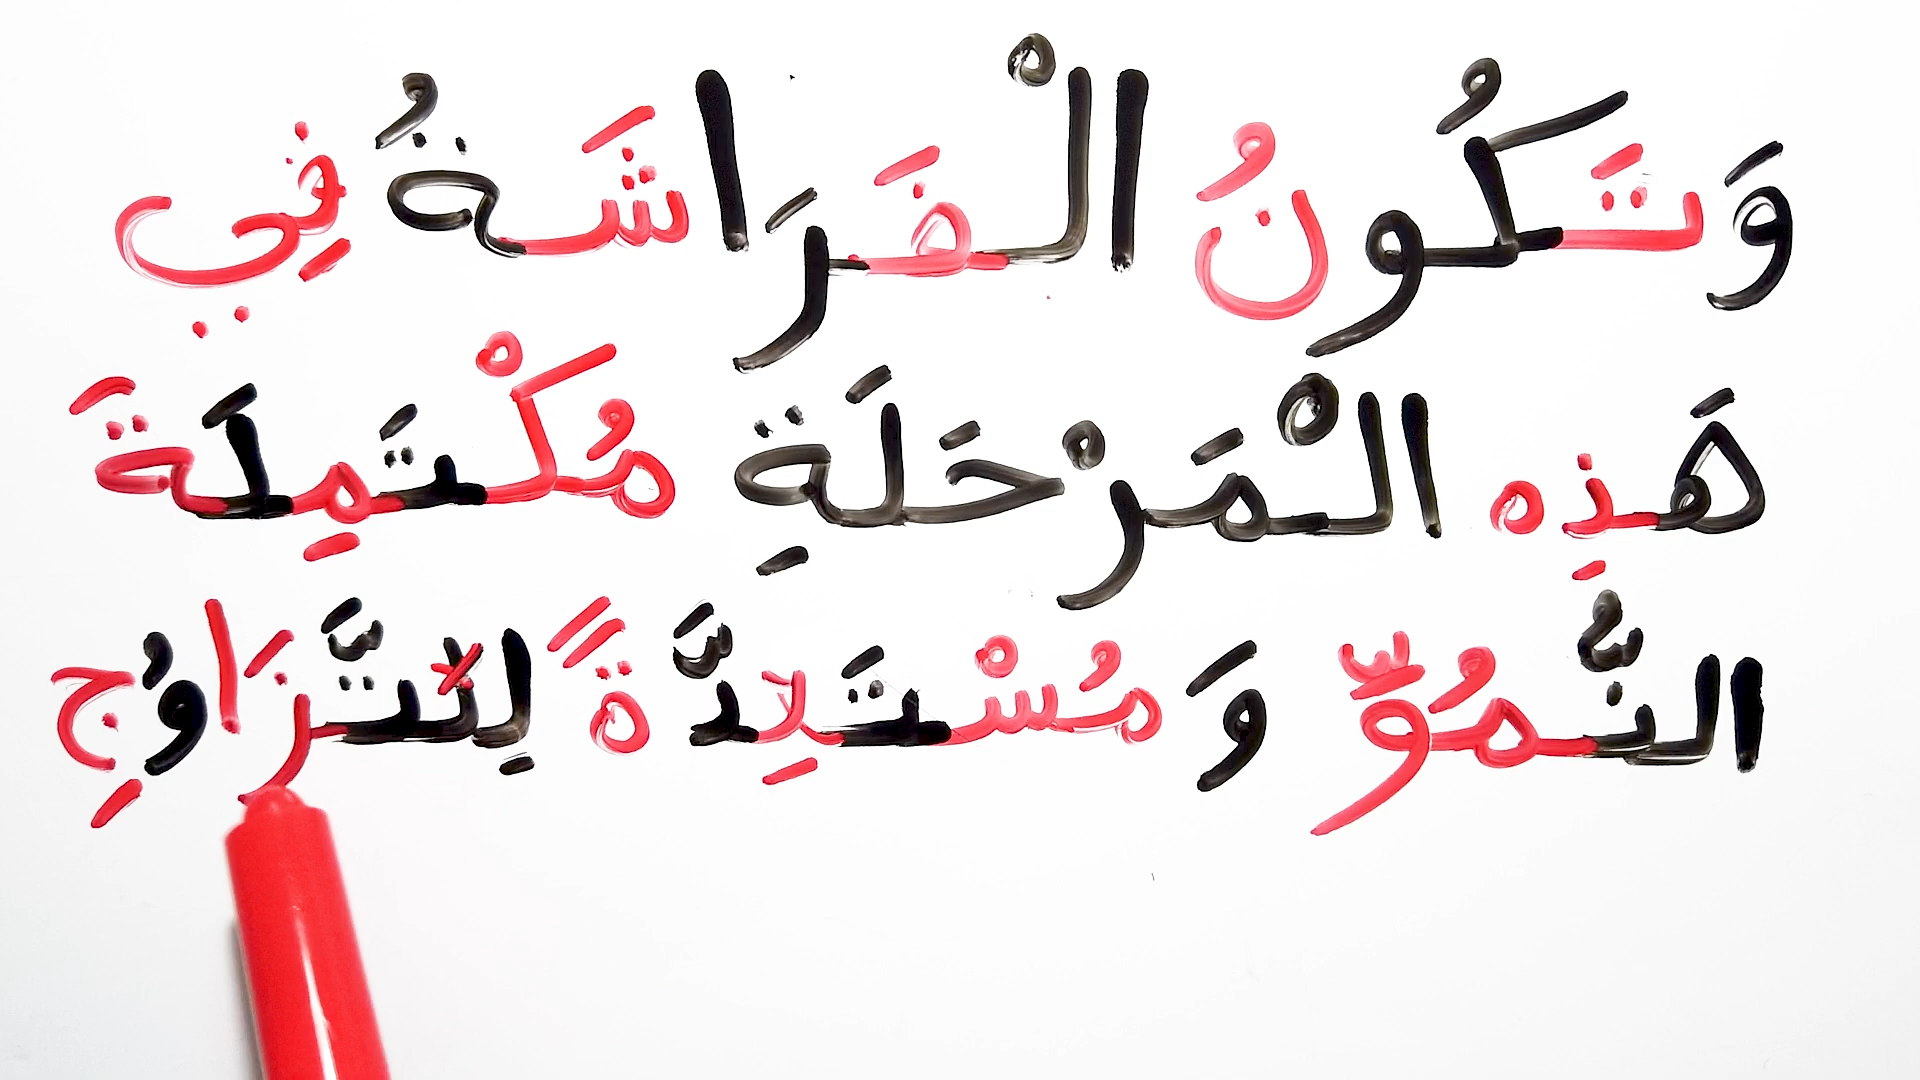 وَتَكُونُ الْفَرَاشَةُ فِي
هَذِه الْمَرْحَلَةِ مُكْتَمِلَةَ
النُّمُوِّ وَ مُسْتَعِدَّةً لِلتَّزَاوُجِ